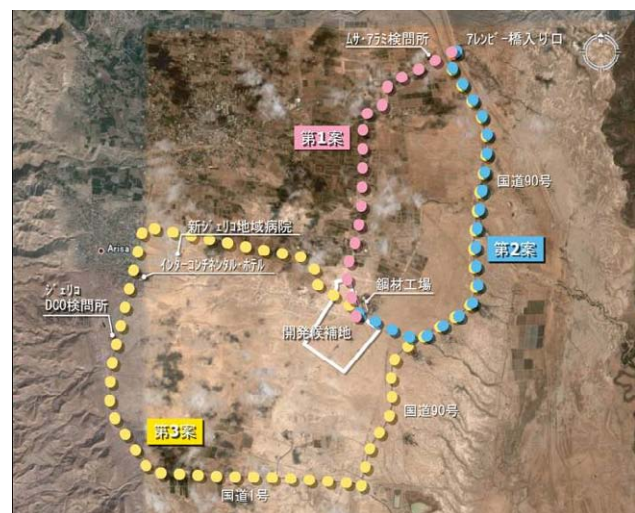 ムサ・アラミ検問所
アレンビー橋入り口
第1案
国道90号
新ジェリコ地域病院
Arisa
第2案
インターコンチネンタル・ホテル
鋼材工場
ジェリコ
DCO検問所
開発候補地
国道90号
第3案
国道1号